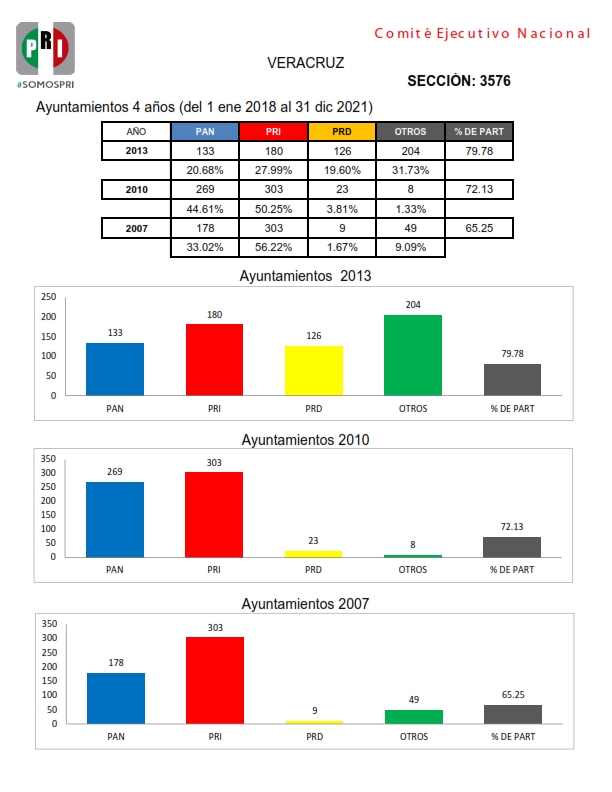 Comité Ejecutivo Nacional
PRI
#SOMOSPRI
VERACRUZ
SECCIÓN: 3576
Ayuntamientos 4 años (del 1 ene 2018 al 31 dic 2021)
AÑO PAN PRI PRD OTROS % DE PART
2013 133 180 126 204 79.78
20.68% 27.99% 19.60% 31.73%
2010 269 303 23 8 72.13
44.61% 50.25% 3.81% 1.33%
2007 178 303 9 49 65.25
33.02% 56.22% 1.67% 9.09%
Ayuntamientos 2013
250
200
150
100
50
0
133 180 126 204 79.78
PAN PRI PRD OTROS % DE PART
Ayuntamientos 2010
350
300
250
200
150
100
50
0
269 303 23 8 72.13
PAN PRI PRD OTROS % DE PART
Ayuntamientos 2007
350
300
250
200
150
100
50
0
178 303 9 49 65.25
PAN PRI PRD OTROS % DE PART